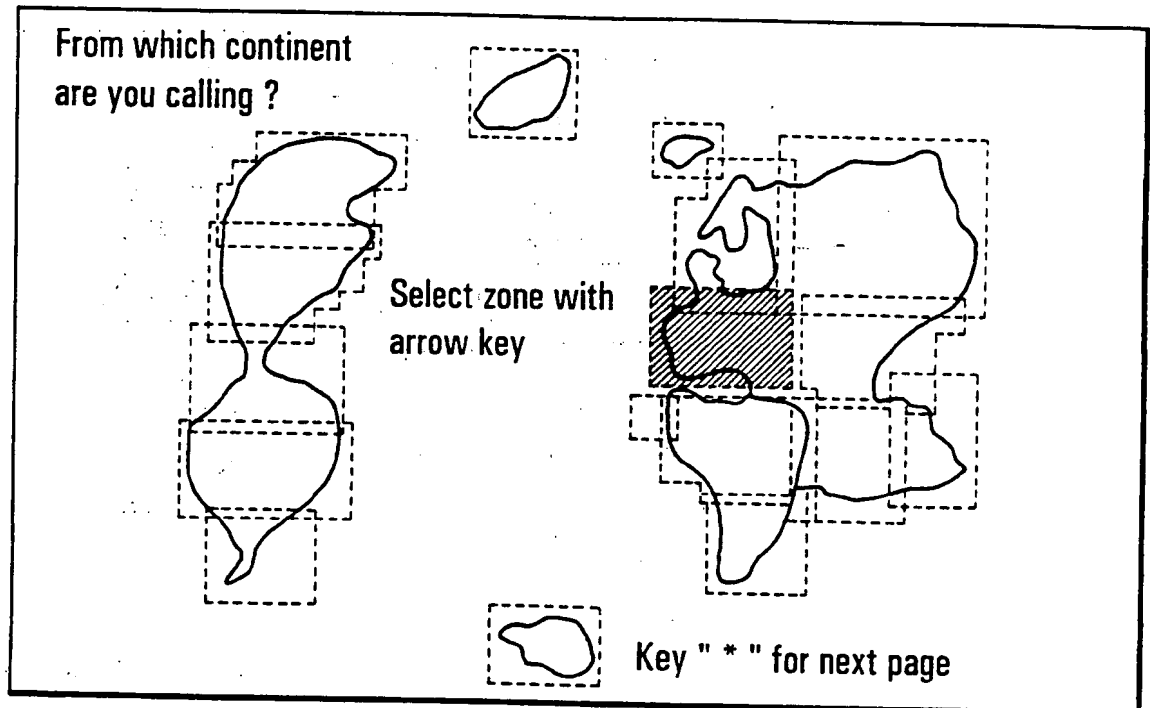 From which continent
are you calling ?
Select zone with
arrow key
Key " * " for next page